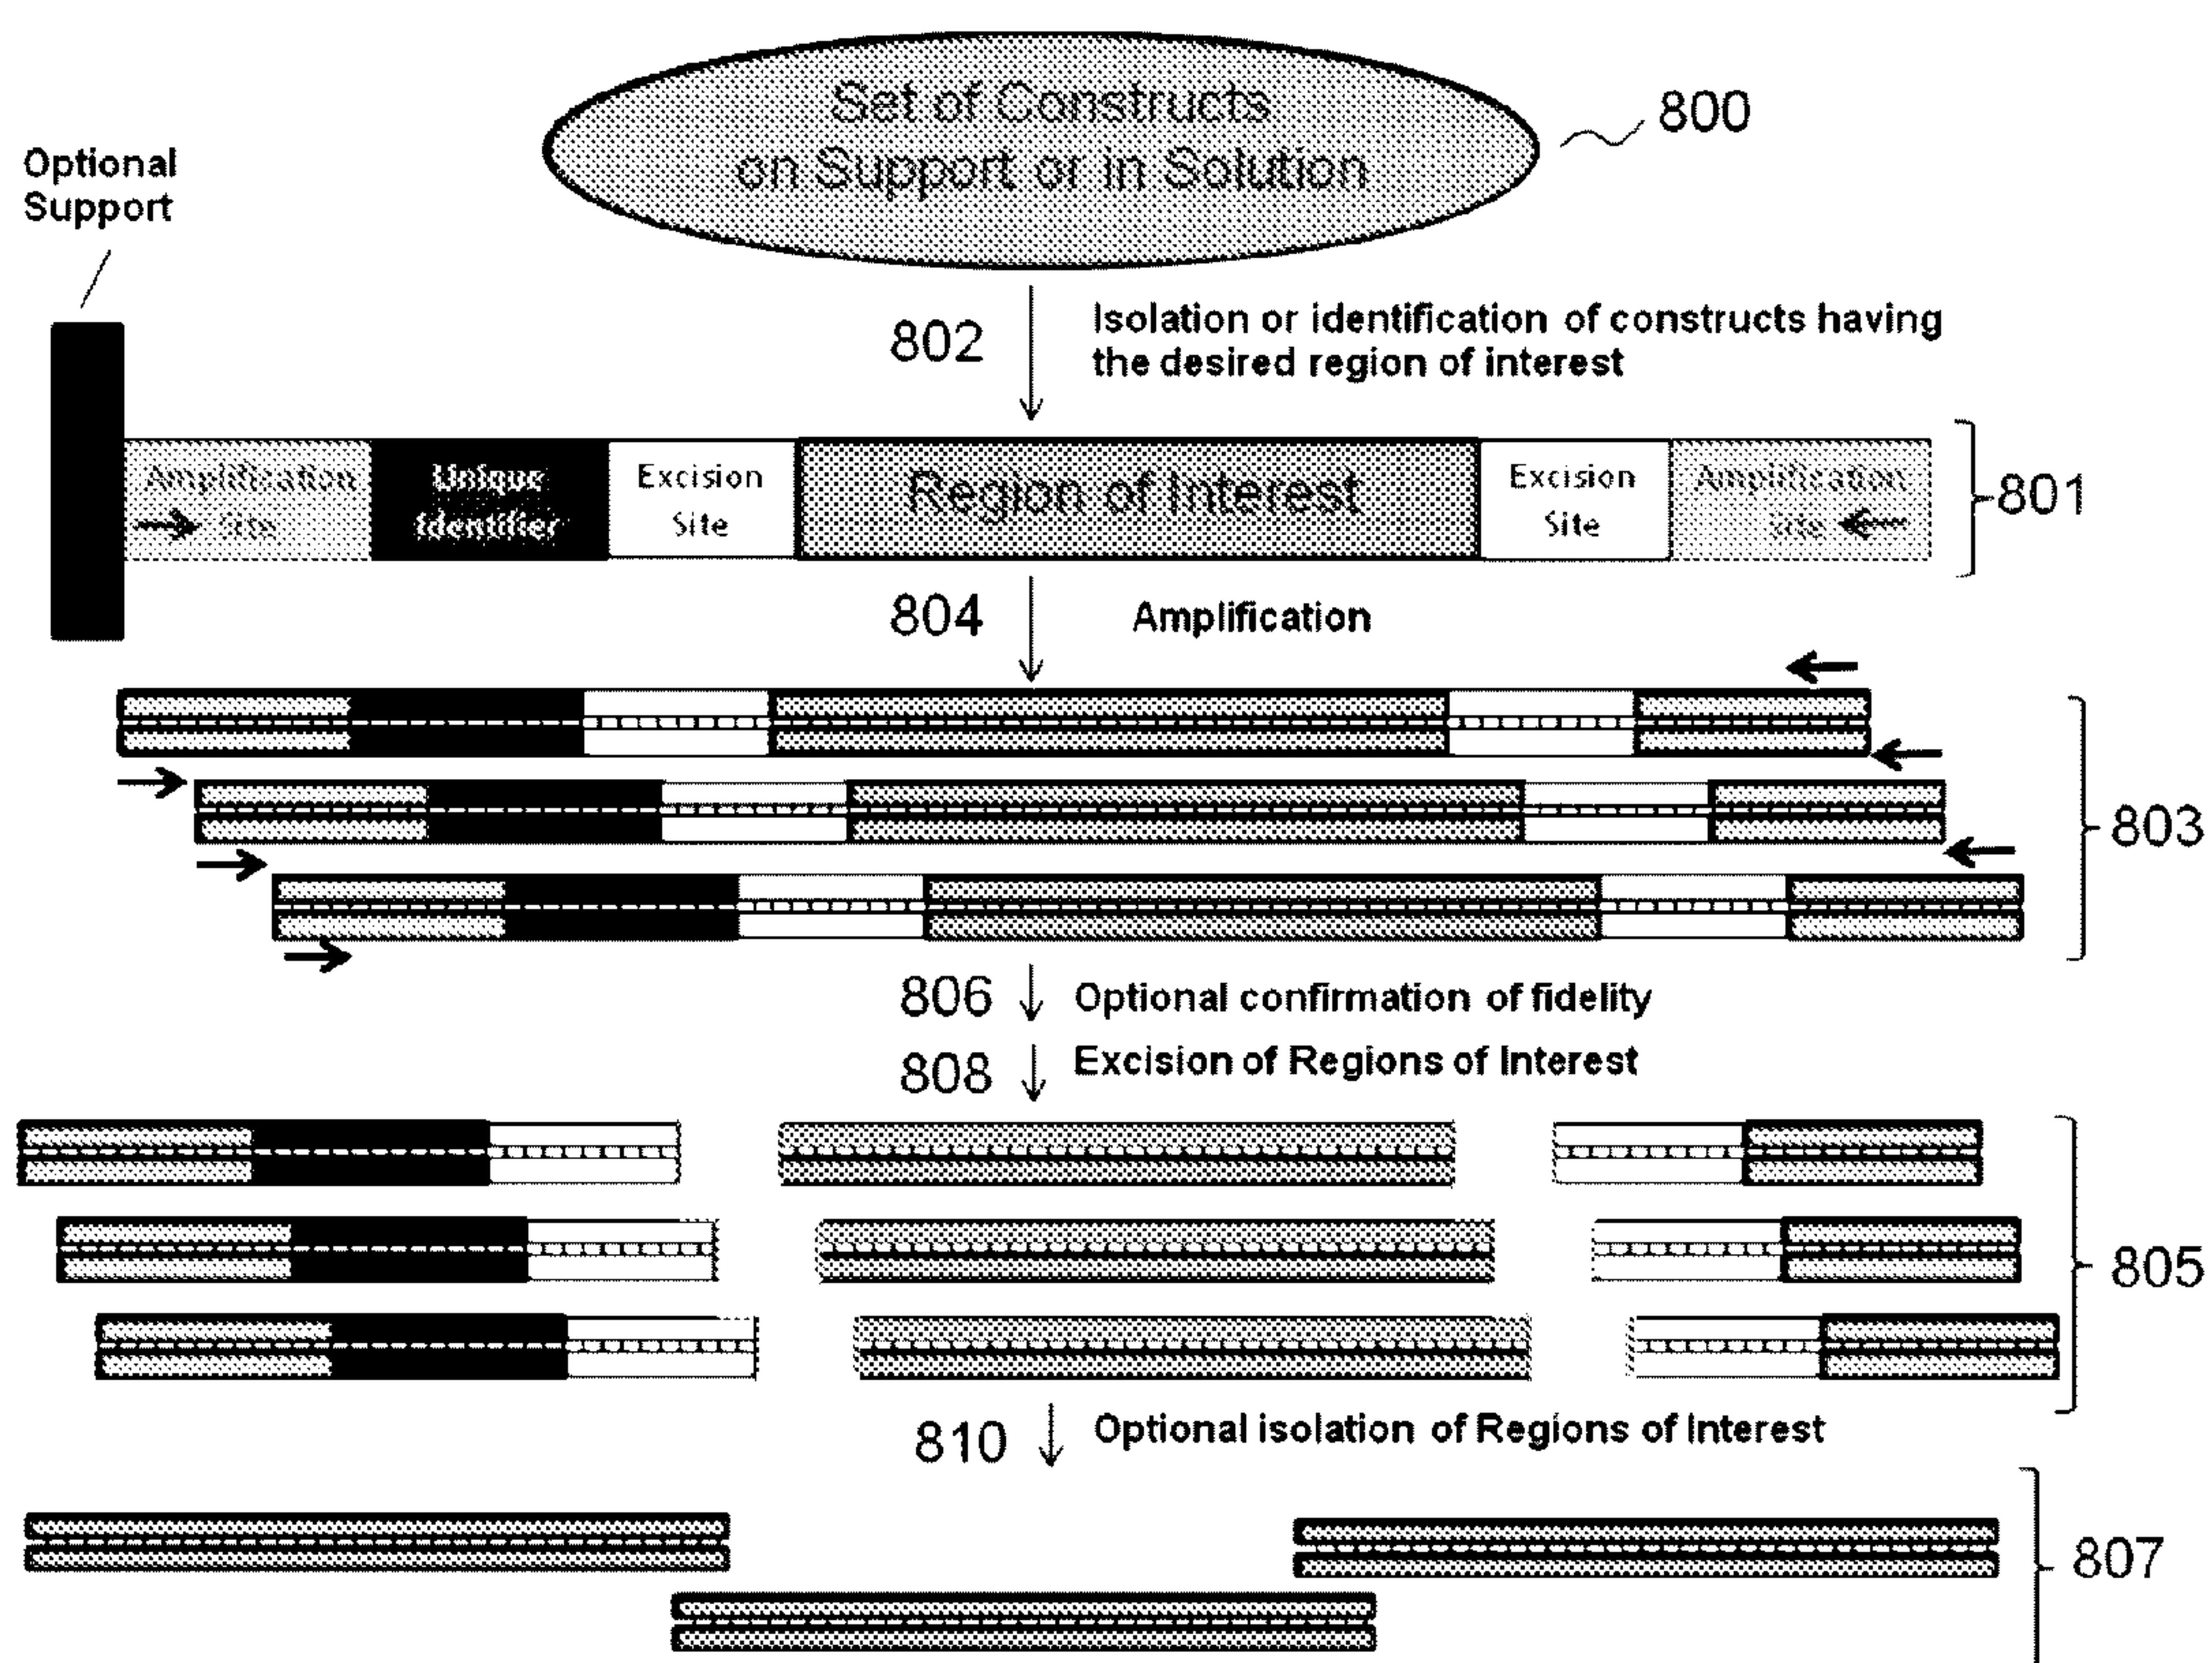 Set of Constructs
on Support or in Solution
800
Optional
Support
802
Isolation or identification of constructs having
the desired region of interest
Amplification
Site
Unique
Identifier
Excision
Site
Region of Interest
Excision
Site
Amplification
Site
801
804
Amplification
803
806
Optional confirmation of fidelity
808
Excision of Regions of Interest
805
810
Optional isolation of Regions of Interest
807